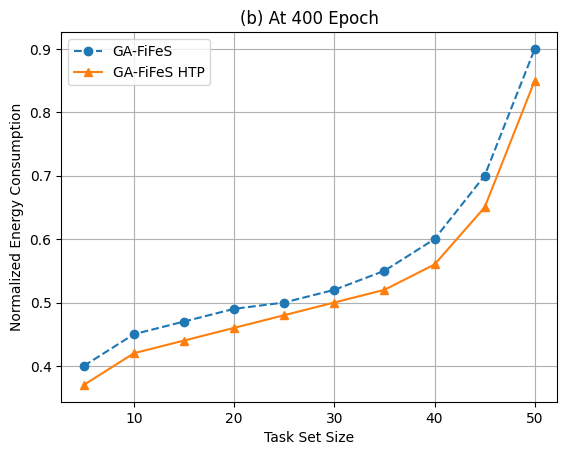 (b) At 400 Epoch
GA-FiFeS
GA-FiFeS HTP
Normalized Energy Consumption
0.9
0.8
0.7
0.6
0.5
0.4
10
20
30
40
50
Task Set Size